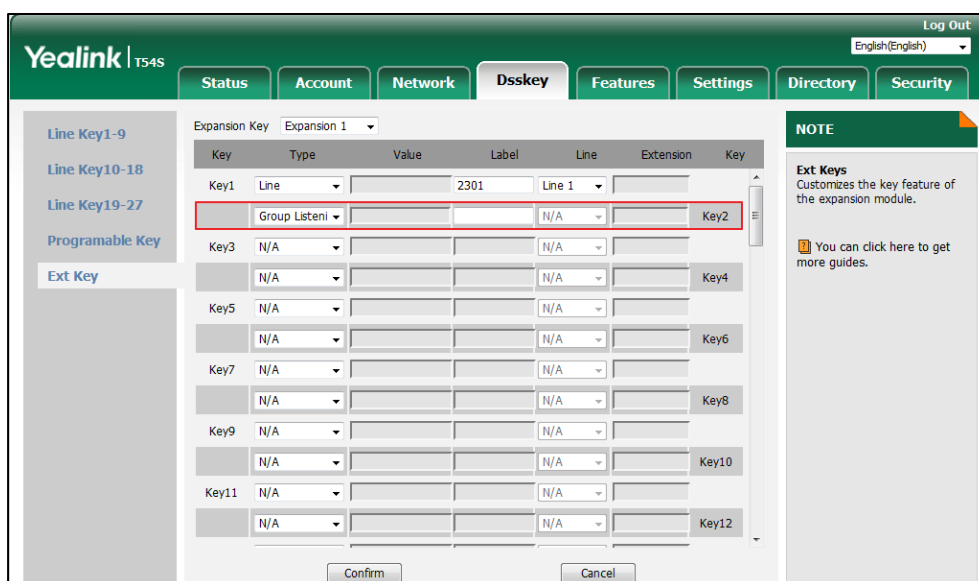 Log Out
Yealink T54S
English(English)
Status Account Network Dsskey Features Settings Directory Security
Line Key1-9
Line Key10-18
Line Key19-27
Programable Key
Ext Key
Expansion Key Expansion 1
Key Type Value Label Line Extension Key
Key1 Line 2301 Line 1
Group Listeni N/A Key2
Key3 N/A N/A
N/A N/A Key4
Key5 N/A N/A
N/A N/A Key6
Key7 N/A N/A
N/A N/A Key8
Key9 N/A N/A
N/A N/A Key10
Key11 N/A N/A
N/A N/A Key12
Confirm Cancel
NOTE
Ext Keys
Customizes the key feature of
the expansion module.
You can click here to get
more guides.